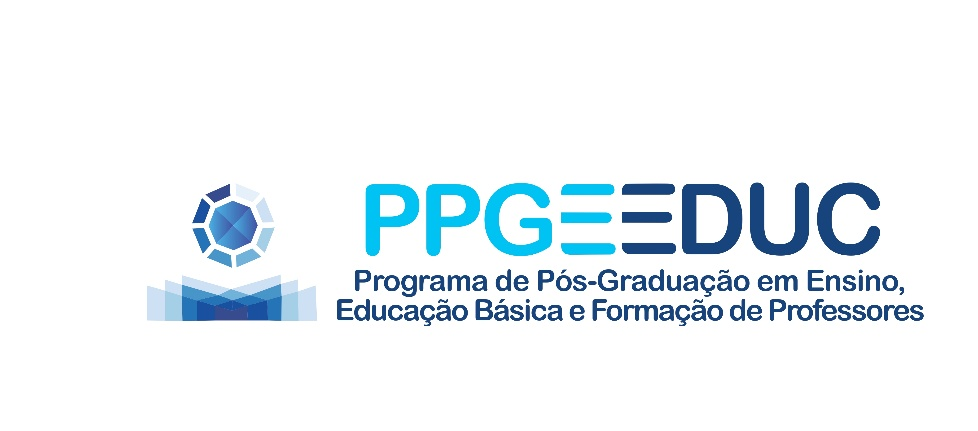 PPGEEDUC
Programa de Pós-Graduação em Ensino,
Educação Básica e Formação de Professores